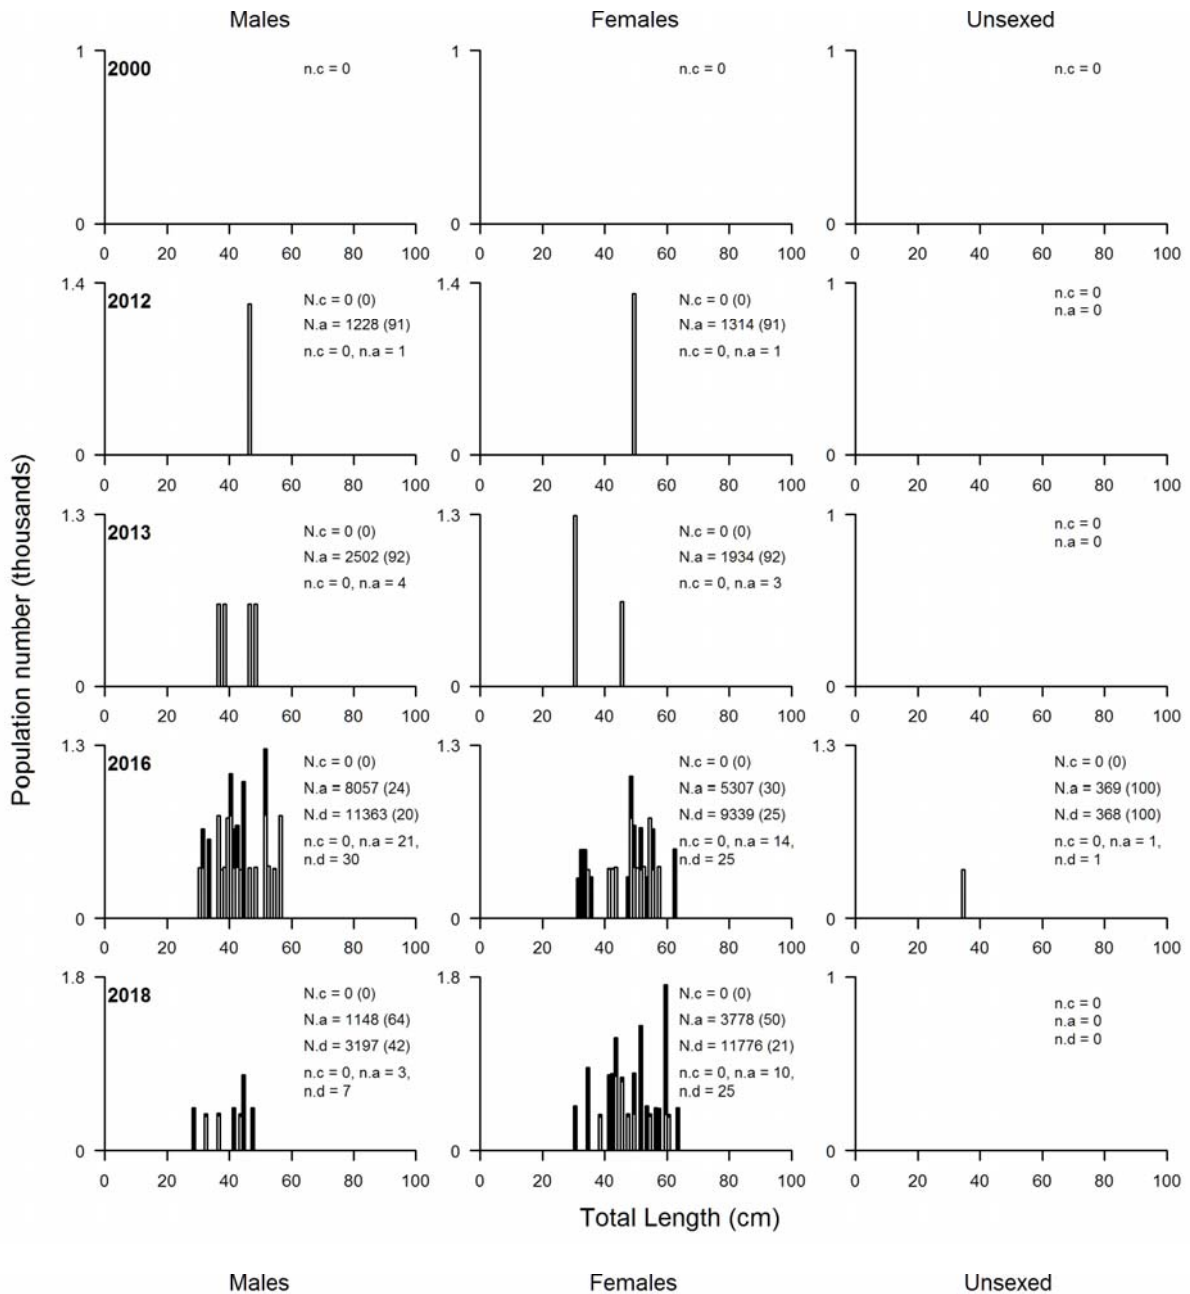 Males Females Unsexed
1 2000 n.c = 0 1 n.c = 0 1 n.c = 0
0 0 0
0 20 40 60 80 100 0 20 40 60 80 100 0 20 40 60 80 100
1.4 2012 N.c = 0 (0) 1.4 N.c = 0 (0) 1 n.c = 0
N.a = 1228 (91) N.a = 1314 (91) n.a = 0
n.c = 0, n.a = 1 n.c = 0, n.a = 1
0 0 0
0 20 40 60 80 100 0 20 40 60 80 100 0 20 40 60 80 100
1.3 2013 N.c = 0 (0) 1.3 N.c = 0 (0) 1 n.c = 0
N.a = 2502 (92) N.a = 1934 (92) n.a = 0
n.c = 0, n.a = 4 n.c = 0, n.a = 3
0 0 0
0 20 40 60 80 100 0 20 40 60 80 100 0 20 40 60 80 100
Population number (thousands)
1.3 2016 N.c = 0 (0) 1.3 N.c = 0 (0) 1.3 N.c = 0 (0)
N.a = 8057 (24) N.a = 5307 (30) N.a = 369 (100)
N.d = 11363 (20) N.d = 9339 (25) N.d = 368 (100)
n.c = 0, n.a = 21, n.c = 0, n.a = 14, n.c = 0, n.a = 1,
n.d = 30 n.d = 25 n.d = 1
0 0 0
0 20 40 60 80 100 0 20 40 60 80 100 0 20 40 60 80 100
1.8 2018 N.c = 0 (0) 1.8 N.c = 0 (0) 1 n.c = 0
N.a = 1148 (64) N.a = 3778 (50) n.a = 0
N.d = 3197 (42) N.d = 11776 (21) n.d = 0
n.c = 0, n.a = 3, n.c = 0, n.a = 10,
n.d = 7 n.d = 25
0 0 0
0 20 40 60 80 100 0 20 40 60 80 100 0 20 40 60 80 100
Total Length (cm)
Males Females Unsexed